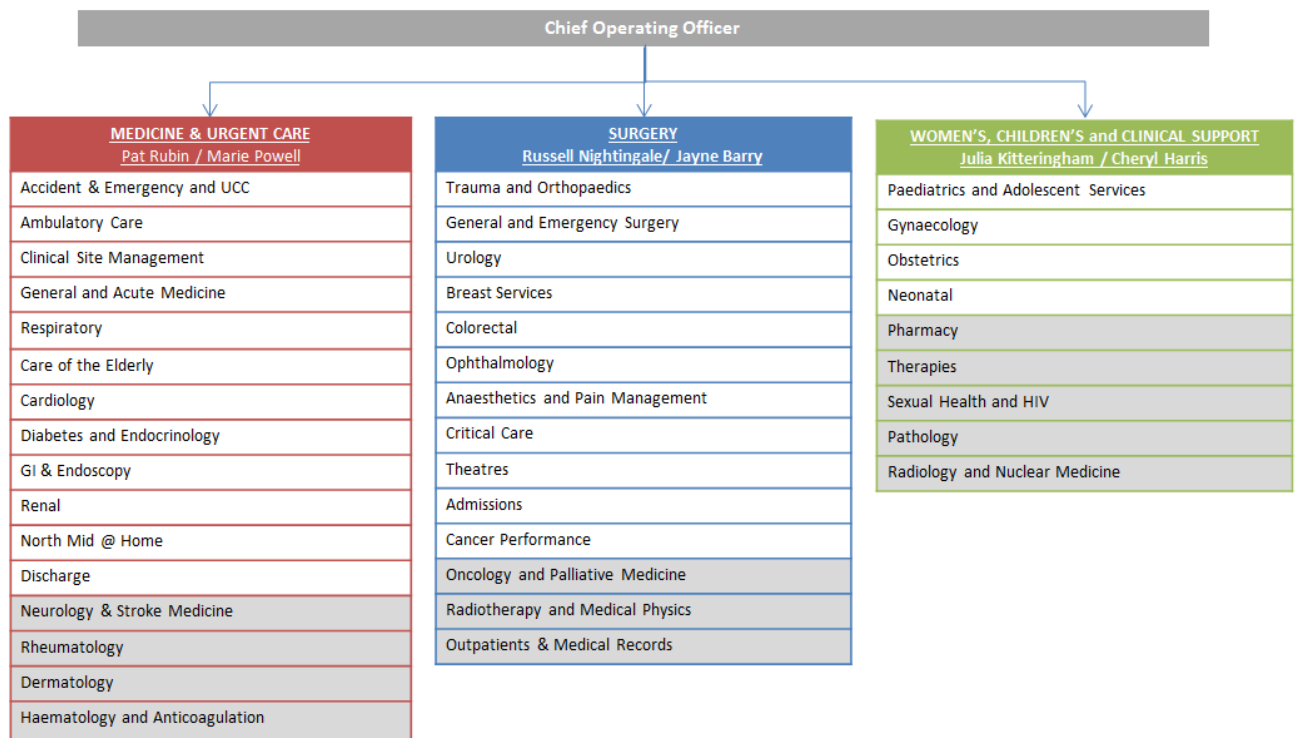 Chief Operating Officer
MEDICINE & URGENT CARE
Pat Rubin / Marie Powell
Accident & Emergency and UCC
Ambulatory Care
Clinical Site Management
General and Acute Medicine
Respiratory
Care of the Elderly
Cardiology
Diabetes and Endocrinology
GI & Endoscopy
Renal
North Mid @ Home
Discharge
Neurology & Stroke Medicine
Rheumatology
Dermatology
Haematology and Anticoagulation
SURGERY
Russell Nightingale/ Jayne Barry
Trauma and Orthopaedics
General and Emergency Surgery
Urology
Breast Services
Colorectal
Ophthalmology
Anaesthetics and Pain Management
Critical Care
Theatres
Admissions
Cancer Performance
Oncology and Palliative Medicine
Radiotherapy and Medical Physics
Outpatients & Medical Records
WOMEN'S, CHILDREN'S and CLINICAL SUPPORT
Julia Kitteringham / Cheryl Harris
Paediatrics and Adolescent Services
Gynaecology
Obstetrics
Neonatal
Pharmacy
Therapies
Sexual Health and HIV
Pathology
Radiology and Nuclear Medicine